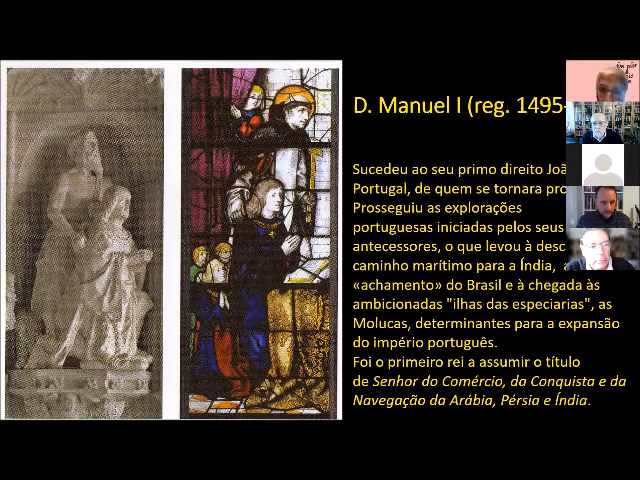 D. Manuel I (reg. 1495-
Sucedeu ao seu primo direito Joã
Portugal, de quem se tornara pro
Prosseguiu as explorações
portuguesas iniciadas pelos seus
antecessores, o que levou à desc
caminho marítimo para a Índia, a
«achamento» do Brasil e à chegada às
ambicionadas "ilhas das especiarias", as
Molucas, determinantes para a expansão
do império português.
Foi o primeiro rei a assumir o título
de Senhor do Comércio, da Conquista e da
Navegação da Arábia, Pérsia e Índia.